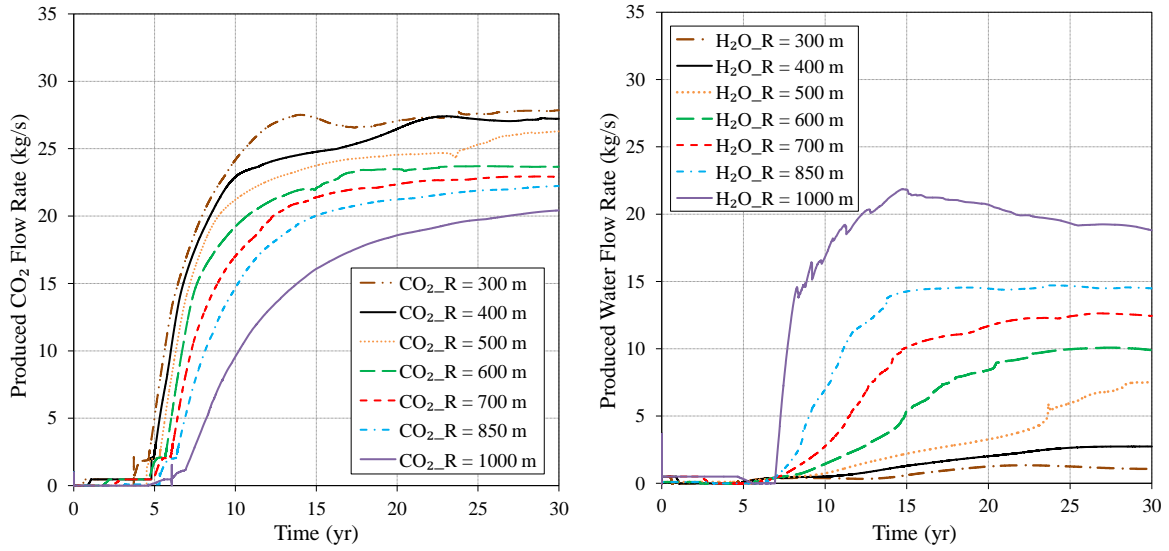 Produced CO₂ Flow Rate (kg/s)
35
30
25
20
15
10
5
0
CO₂_R = 300 m
CO₂_R = 400 m
CO₂_R = 500 m
CO₂_R = 600 m
CO₂_R = 700 m
CO₂_R = 850 m
CO₂_R = 1000 m
0 5 10 15 20 25 30
Time (yr)
Produced Water Flow Rate (kg/s)
35
30
25
20
15
10
5
0
H₂O_R = 300 m
H₂O_R = 400 m
H₂O_R = 500 m
H₂O_R = 600 m
H₂O_R = 700 m
H₂O_R = 850 m
H₂O_R = 1000 m
0 5 10 15 20 25 30
Time (yr)